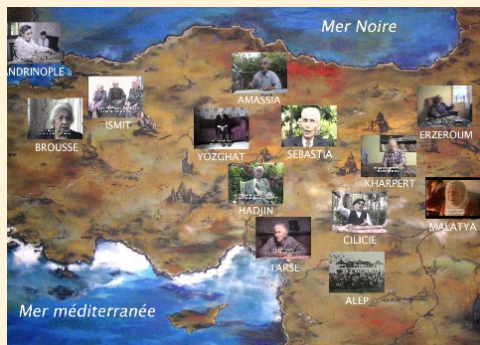 Mer Noire
ANDRINOPLE
AMASSIA
ISMIT
BROUSSE
YOZGHAT
SEBASTIA
ERZEROUM
KHARPERT
HADJIN
MALATYA
CILICIE
TARSE
ALEP
Mer méditerranée